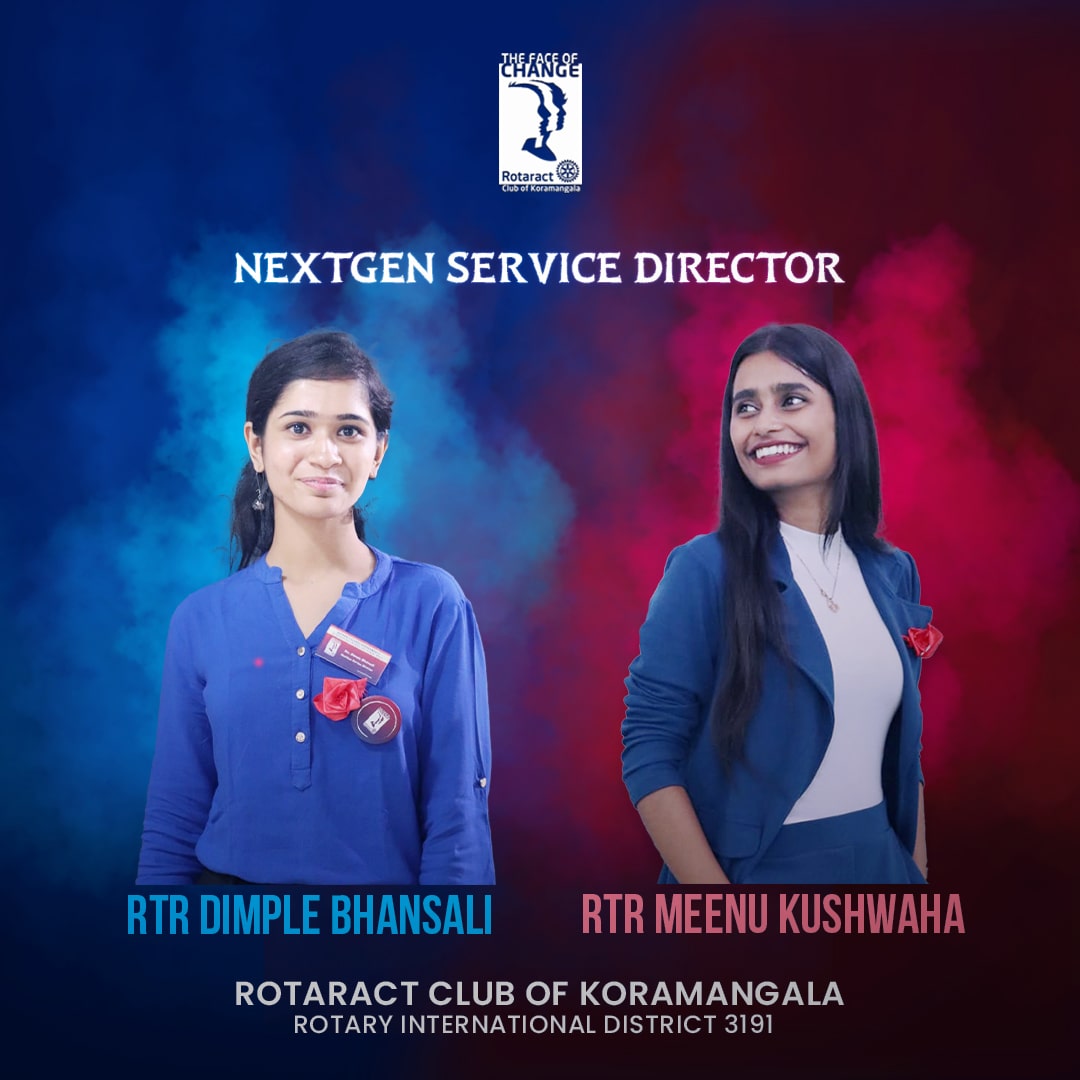 THE FACE OF
CHANGE
Rotaract
Club of Koramangala
NEXTGEN SERVICE DIRECTOR
RTR DIMPLE BHANSALI
RTR MEENU KUSHWAHA
ROTARACT CLUB OF KORAMANGALA
ROTARY INTERNATIONAL DISTRICT 3191